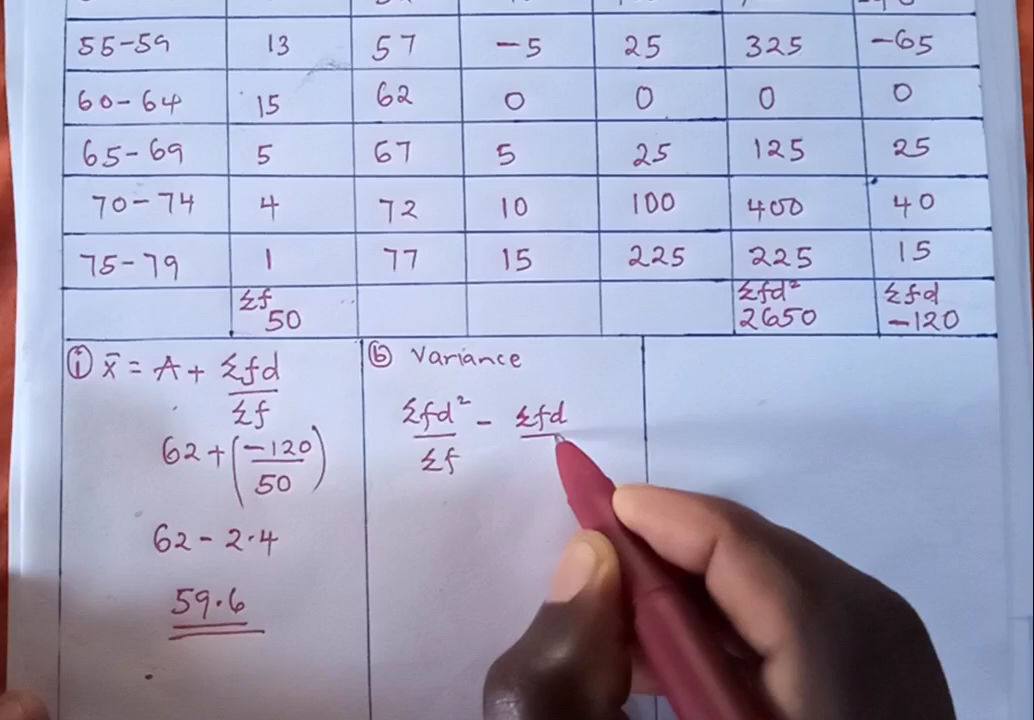 55-59 13 57 -5 25 325 -65
60-64 15 62 0 0 0 0
65-69 5 67 5 25 125 25
70-74 4 72 10 100 400 40
75-79 1 77 15 225 225 15
Σf Σfd² Σfd
50 2650 -120
i x̄ = A + Σfd
Σf
62 + (-120
50)
62 - 2.4
59.6
b Variance
Σfd² - Σfd
Σf